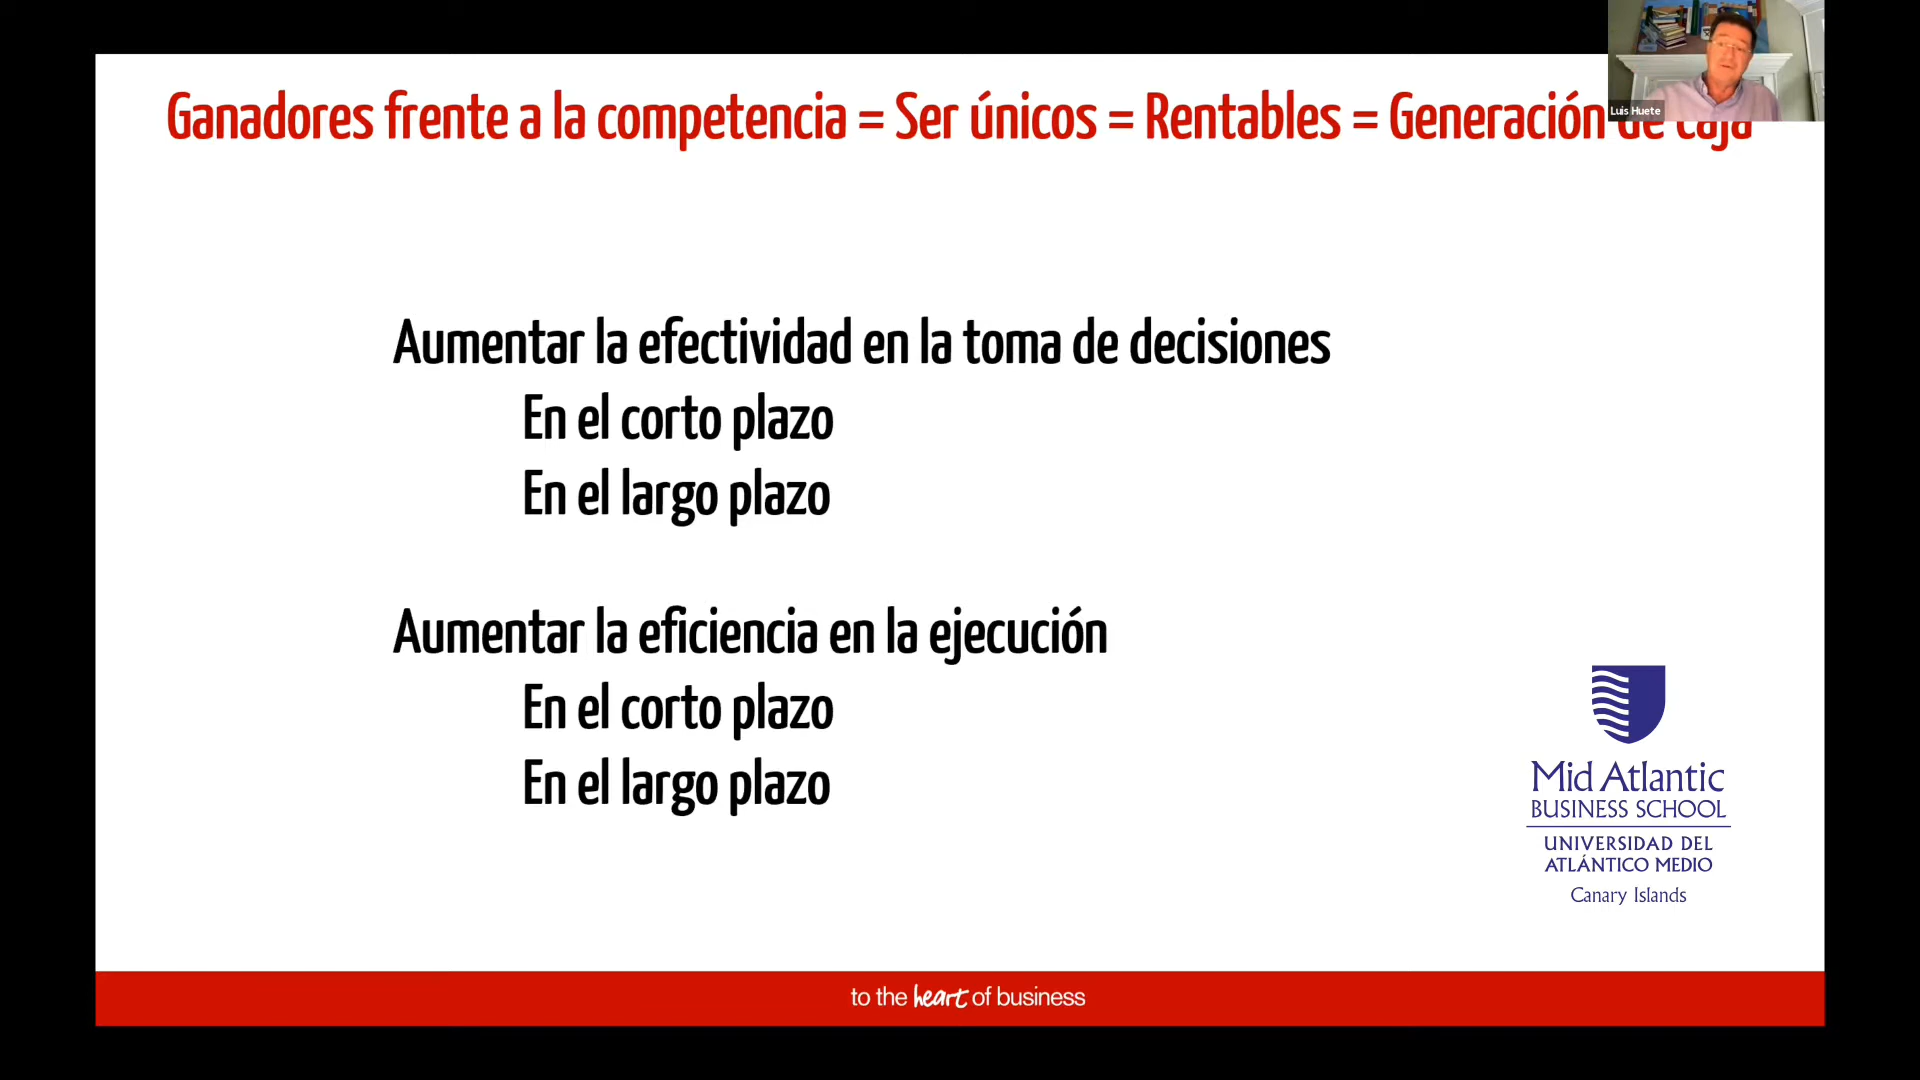 Ganadores frente a la competencia = Ser únicos = Rentables = Generación de caja
Luis Huete
Aumentar la efectividad en la toma de decisiones
En el corto plazo
En el largo plazo
Aumentar la eficiencia en la ejecución
En el corto plazo
En el largo plazo
Mid Atlantic
BUSINESS SCHOOL
UNIVERSIDAD DEL
ATLÁNTICO MEDIO
Canary Islands
to the heart of business